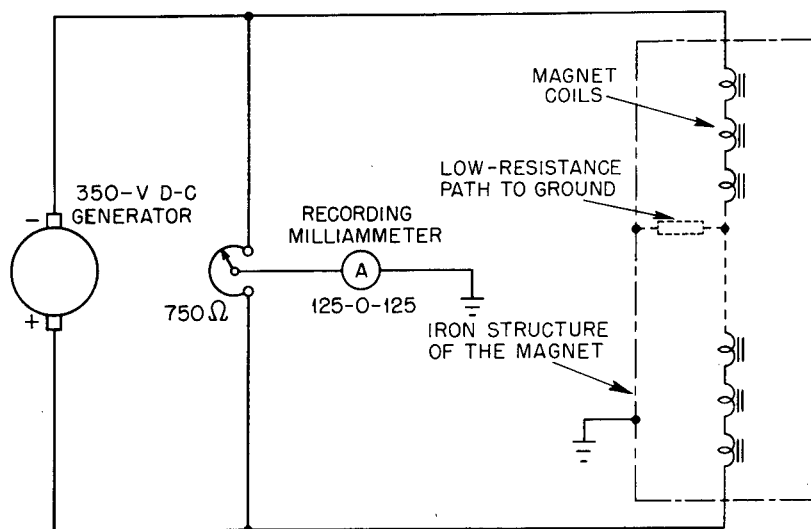 MAGNET
COILS
LOW-RESISTANCE
PATH TO GROUND
350-V D-C
GENERATOR
-
+
RECORDING
MILLIAMMETER
A
125-0-125
750Ω
IRON STRUCTURE
OF THE MAGNET